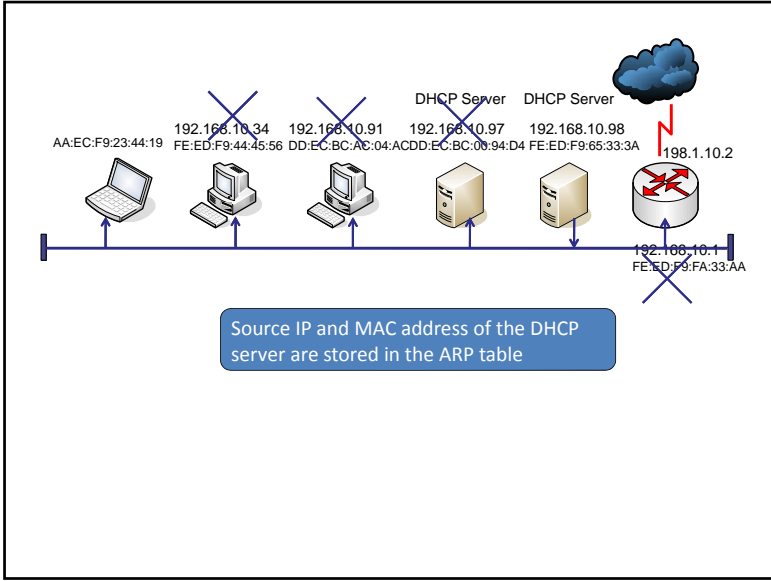 DHCP Server DHCP Server
192.168.10.34 192.168.10.91 192.168.10.97 192.168.10.98
AA:EC:F9:23:44:19 FE:ED:F9:44:45:56 DD:EC:BC:AC:04:AC DD:EC:BC:00:94:D4 FE:ED:F9:65:33:3A
198.1.10.2
192.168.10.1
FE:ED:F9:FA:33:AA
Source IP and MAC address of the DHCP
server are stored in the ARP table